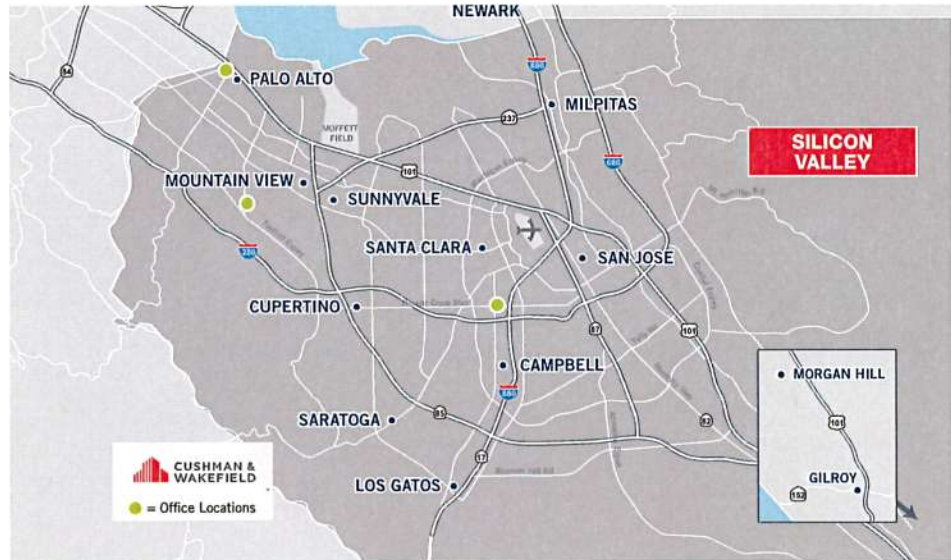 NEWARK
84
PALO ALTO
880
MILPITAS
237
MOFFETT
FIELD
SILICON
VALLEY
101
680
MOUNTAIN VIEW
SUNNYVALE
SANTA CLARA
SAN JOSE
280
CUPERTINO
87
101
CAMPBELL
MORGAN HILL
880
SARATOGA
85
82
101
CUSHMAN &
WAKEFIELD
17
LOS GATOS
GILROY
= Office Locations
152